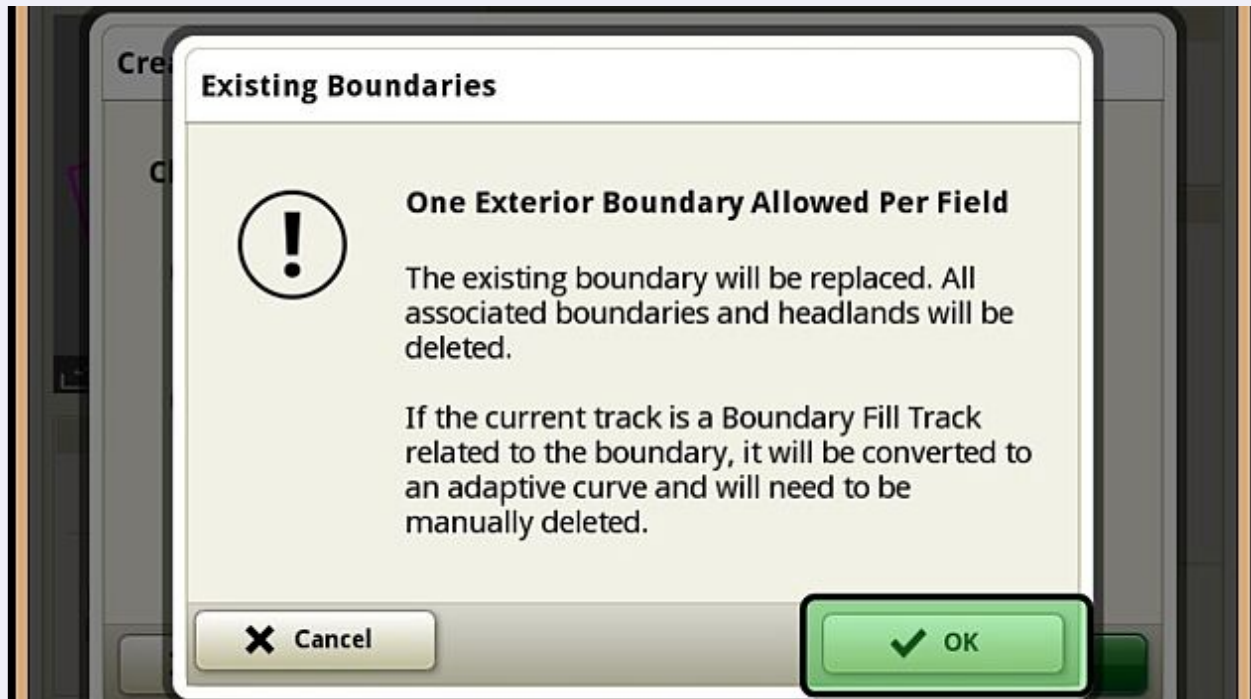 Existing Boundaries
One Exterior Boundary Allowed Per Field
The existing boundary will be replaced. All
associated boundaries and headlands will be
deleted.
If the current track is a Boundary Fill Track
related to the boundary, it will be converted to
an adaptive curve and will need to be
manually deleted.
Cancel
OK